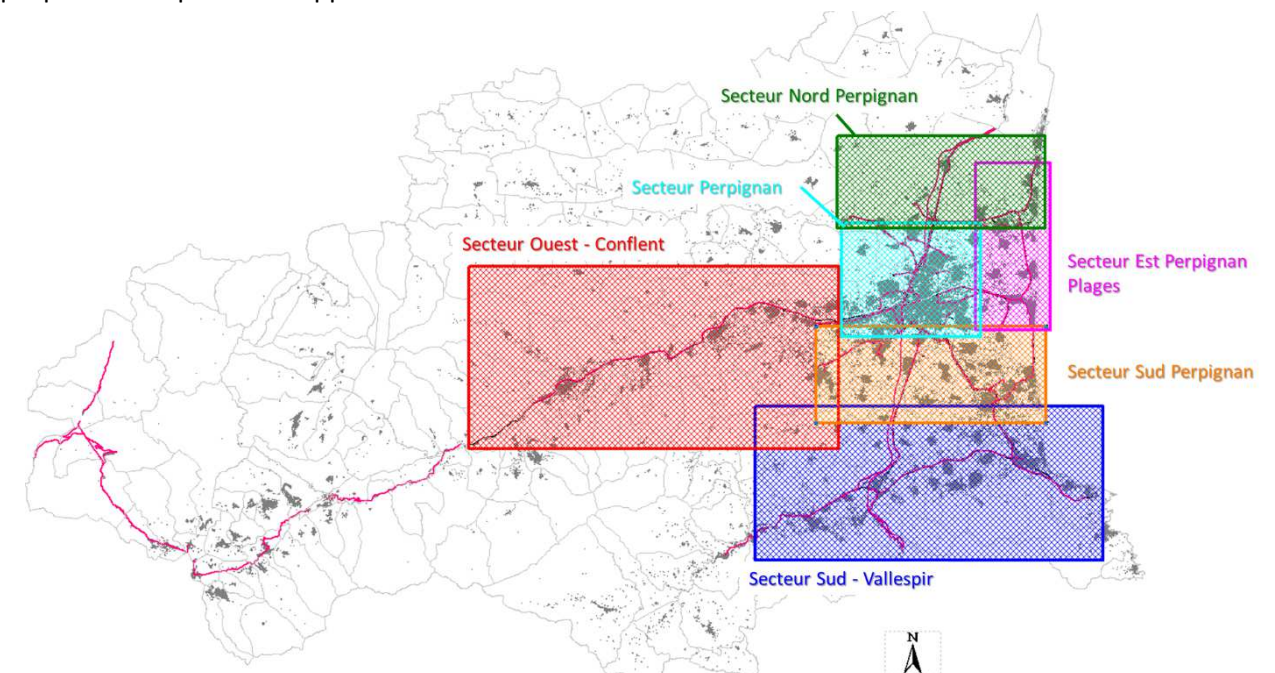 Secteur Nord Perpignan
Secteur Perpignan
Secteur Ouest - Conflent
Secteur Est Perpignan
Plages
Secteur Sud Perpignan
Secteur Sud - Vallespir
N